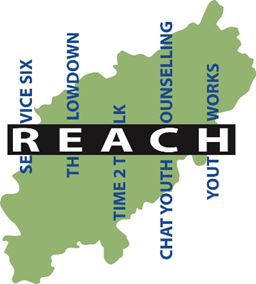 SERVICE SIX
THE LOWDOWN
TIME 2 TALK
CHAT YOUTH COUNSELLING
YOUTH WORKS
REACH